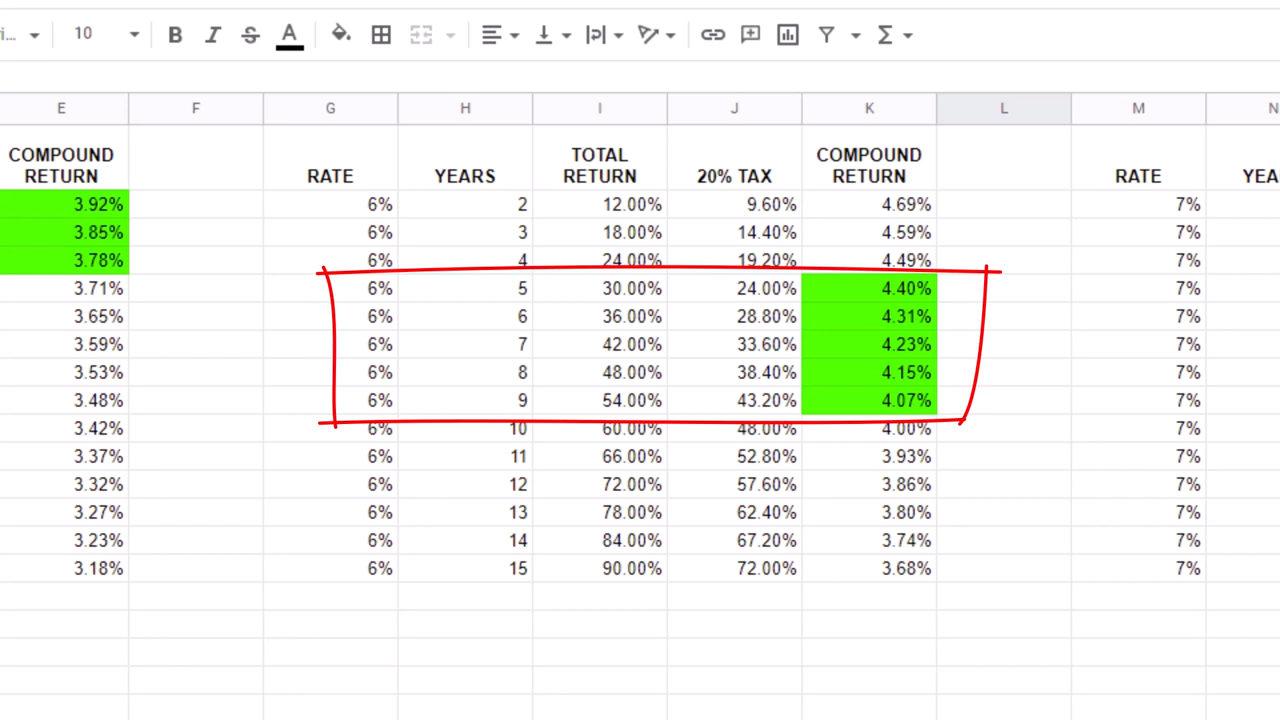 i... 10 B I S A
E F G H I J K L M N
COMPOUND RETURN RATE YEARS TOTAL RETURN 20% TAX COMPOUND RETURN RATE YEA
3.92% 6% 2 12.00% 9.60% 4.69% 7%
3.85% 6% 3 18.00% 14.40% 4.59% 7%
3.78% 6% 4 24.00% 19.20% 4.49% 7%
3.71% 6% 5 30.00% 24.00% 4.40% 7%
3.65% 6% 6 36.00% 28.80% 4.31% 7%
3.59% 6% 7 42.00% 33.60% 4.23% 7%
3.53% 6% 8 48.00% 38.40% 4.15% 7%
3.48% 6% 9 54.00% 43.20% 4.07% 7%
3.42% 6% 10 60.00% 48.00% 4.00% 7%
3.37% 6% 11 66.00% 52.80% 3.93% 7%
3.32% 6% 12 72.00% 57.60% 3.86% 7%
3.27% 6% 13 78.00% 62.40% 3.80% 7%
3.23% 6% 14 84.00% 67.20% 3.74% 7%
3.18% 6% 15 90.00% 72.00% 3.68% 7%